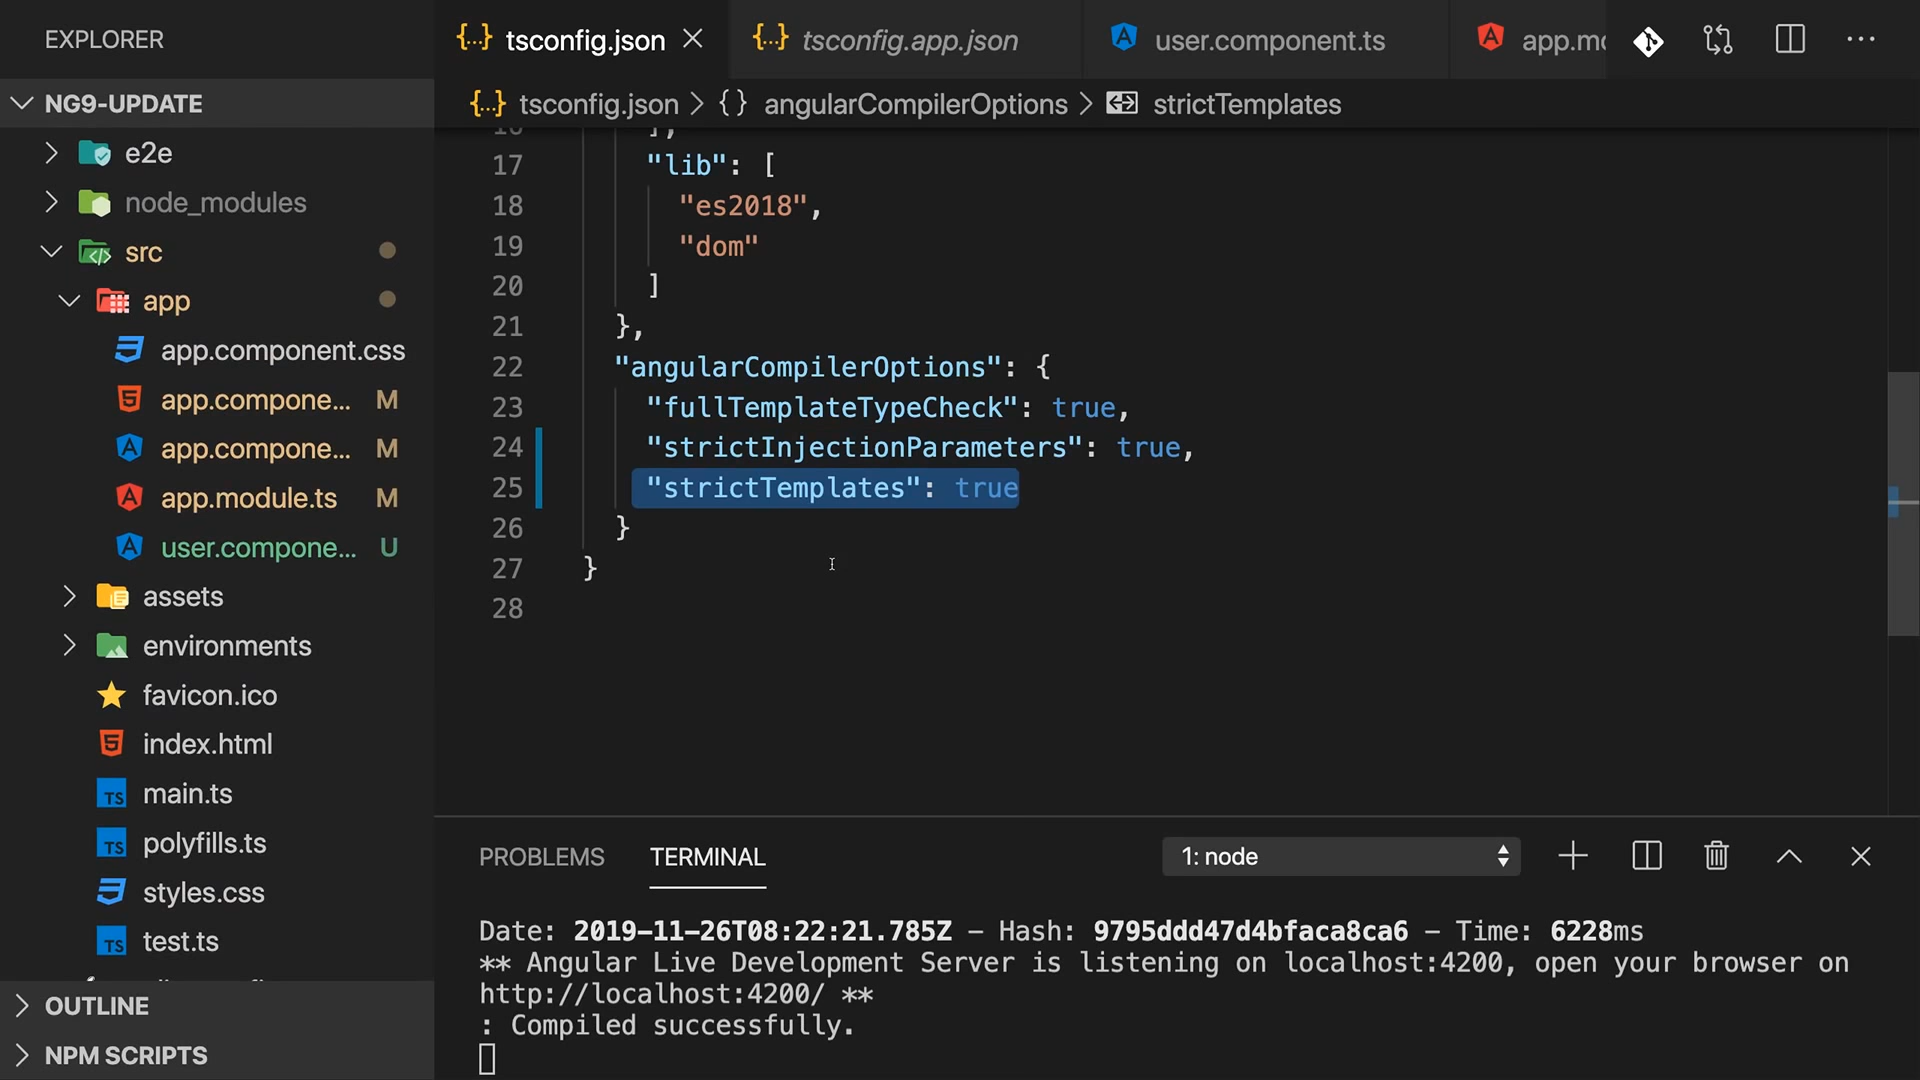 EXPLORER
NG9-UPDATE
e2e
node_modules
src
app
app.component.css
app.compone... M
app.compone... M
app.module.ts M
user.compone... U
assets
environments
favicon.ico
index.html
main.ts
polyfills.ts
styles.css
test.ts
OUTLINE
NPM SCRIPTS
{..} tsconfig.json
{..} tsconfig.app.json
user.component.ts
app.mo
{..} tsconfig.json > {} angularCompilerOptions > strictTemplates
16 ],
17 "lib": [
18 "es2018",
19 "dom"
20 ]
21 },
22 "angularCompilerOptions": {
23 "fullTemplateTypeCheck": true,
24 "strictInjectionParameters": true,
25 "strictTemplates": true
26 }
27 }
28
PROBLEMS TERMINAL 1: node
Date: 2019-11-26T08:22:21.785Z - Hash: 9795ddd47d4bfaca8ca6 - Time: 6228ms
** Angular Live Development Server is listening on localhost:4200, open your browser on
http://localhost:4200/ **
: Compiled successfully.